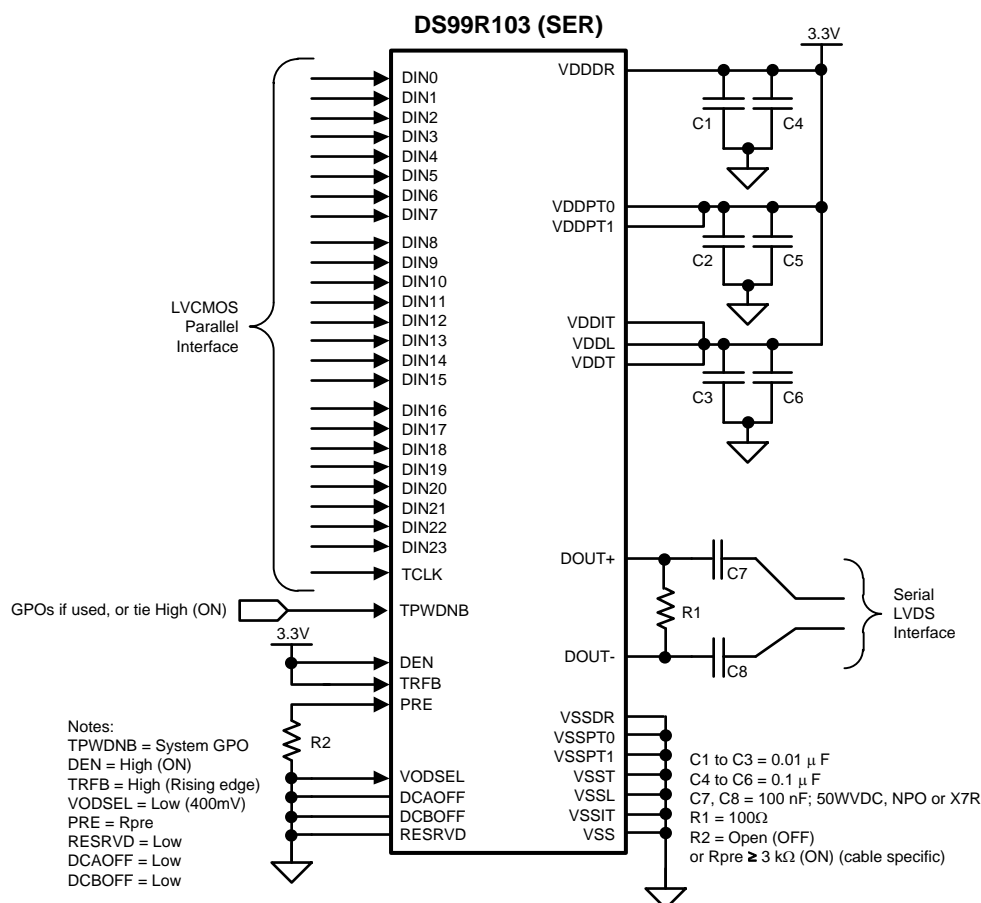 DS99R103 (SER)
3.3V
DIN0
DIN1
DIN2
DIN3
DIN4
DIN5
DIN6
DIN7
DIN8
DIN9
DIN10
DIN11
DIN12
DIN13
DIN14
DIN15
DIN16
DIN17
DIN18
DIN19
DIN20
DIN21
DIN22
DIN23
TCLK
TPWDNB
DEN
TRFB
PRE
VODSEL
DCAOFF
DCBOFF
RESRVD
LVCMOS
Parallel
Interface
GPOs if used, or tie High (ON)
3.3V
R2
VDDDR
VDDPT0
VDDPT1
VDDIT
VDDL
VDDT
DOUT+
DOUT-
VSSDR
VSSPT0
VSSPT1
VSST
VSSL
VSSIT
VSS
C1
C4
C2
C5
C3
C6
C7
R1
C8
Serial
LVDS
Interface
Notes:
TPWDNB = System GPO
DEN = High (ON)
TRFB = High (Rising edge)
VODSEL = Low (400mV)
PRE = Rpre
RESRVD = Low
DCAOFF = Low
DCBOFF = Low
C1 to C3 = 0.01 μ F
C4 to C6 = 0.1 μ F
C7, C8 = 100 nF; 50WVDC, NPO or X7R
R1 = 100Ω
R2 = Open (OFF)
or Rpre ≥ 3 kΩ (ON) (cable specific)